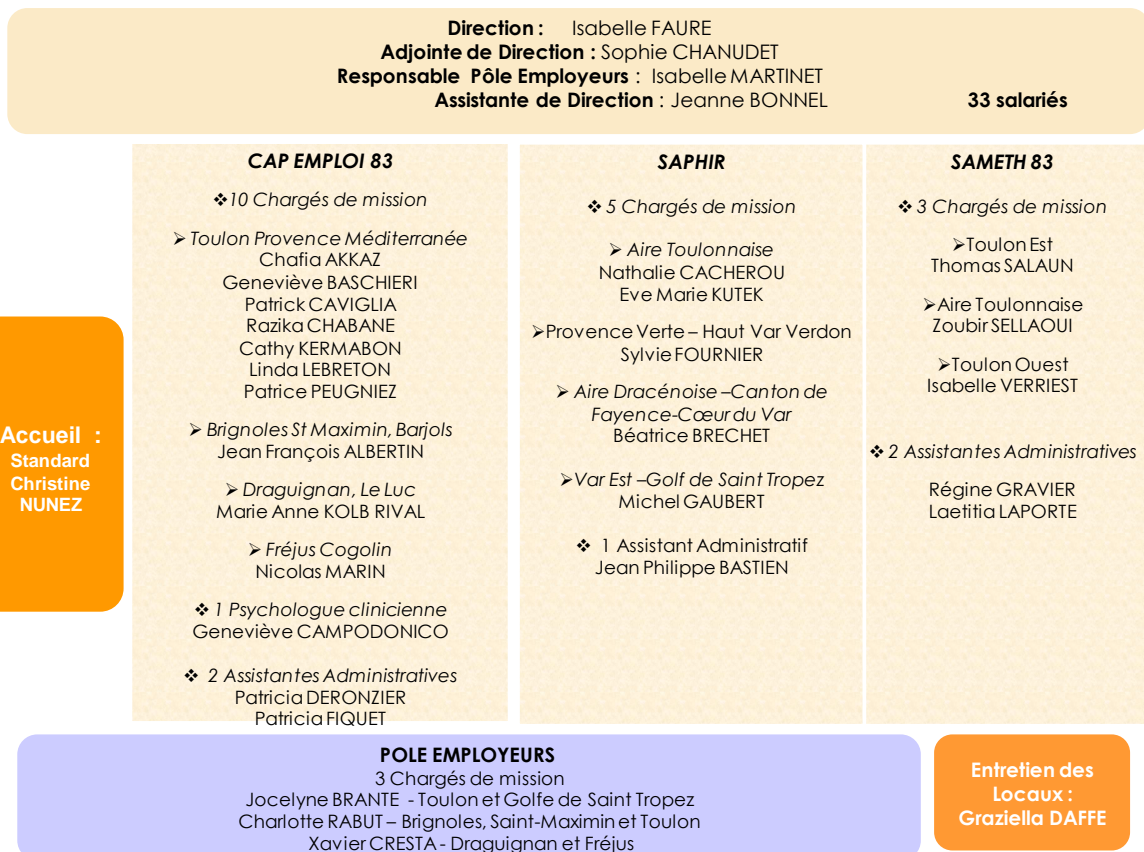 Direction : Isabelle FAURE
Adjointe de Direction : Sophie CHANUDET
Responsable Pôle Employeurs : Isabelle MARTINET
Assistante de Direction : Jeanne BONNEL 33 salariés
CAP EMPLOI 83
❖10 Chargés de mission
➢ Toulon Provence Méditerranée
Chafia AKKAZ
Geneviève BASCHIERI
Patrick CAVIGLIA
Razika CHABANE
Cathy KERMABON
Linda LEBRETON
Patrice PEUGNIEZ
➢ Brignoles St Maximin, Barjols
Jean François ALBERTIN
➢ Draguignan, Le Luc
Marie Anne KOLB RIVAL
➢ Fréjus Cogolin
Nicolas MARIN
❖ 1 Psychologue clinicienne
Geneviève CAMPODONICO
❖ 2 Assistantes Administratives
Patricia DERONZIER
Patricia FIQUET
SAPHIR
❖ 5 Chargés de mission
➢ Aire Toulonnaise
Nathalie CACHEROU
Eve Marie KUTEK
➢Provence Verte – Haut Var Verdon
Sylvie FOURNIER
➢ Aire Dracénoise –Canton de
Fayence-Cœur du Var
Béatrice BRECHET
➢Var Est –Golf de Saint Tropez
Michel GAUBERT
❖ 1 Assistant Administratif
Jean Philippe BASTIEN
SAMETH 83
❖ 3 Chargés de mission
➢Toulon Est
Thomas SALAUN
➢Aire Toulonnaise
Zoubir SELLAOUI
➢Toulon Ouest
Isabelle VERRIEST
❖ 2 Assistantes Administratives
Régine GRAVIER
Laetitia LAPORTE
Accueil :
Standard
Christine
NUNEZ
POLE EMPLOYEURS
3 Chargés de mission
Jocelyne BRANTE - Toulon et Golfe de Saint Tropez
Charlotte RABUT – Brignoles, Saint-Maximin et Toulon
Xavier CRESTA - Draguignan et Fréjus
Entretien des
Locaux :
Graziella DAFFE